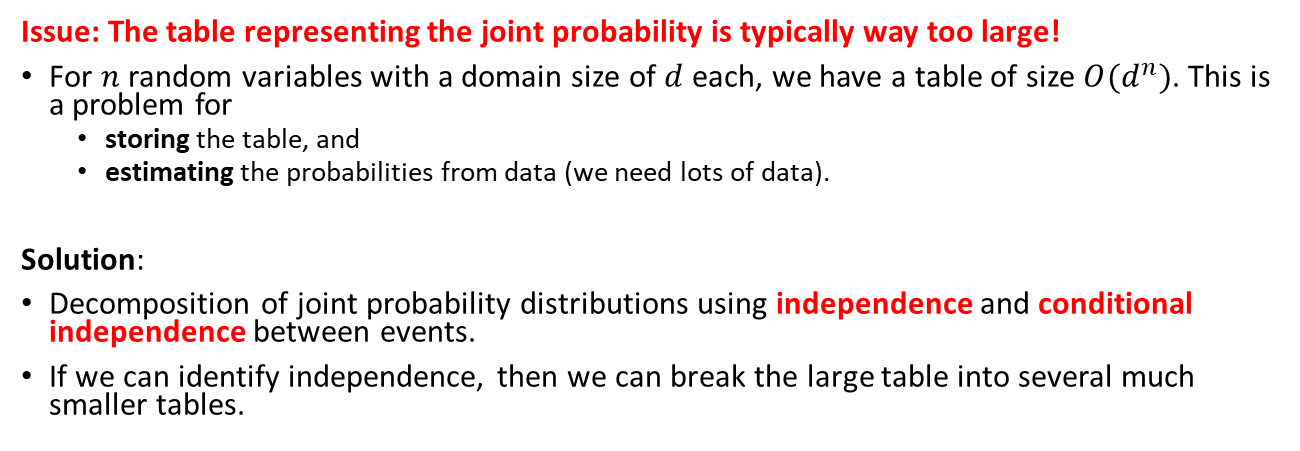 Issue: The table representing the joint probability is typically way too large!
• For n random variables with a domain size of d each, we have a table of size O(dⁿ). This is
a problem for
• storing the table, and
• estimating the probabilities from data (we need lots of data).
Solution:
• Decomposition of joint probability distributions using independence and conditional
independence between events.
• If we can identify independence, then we can break the large table into several much
smaller tables.